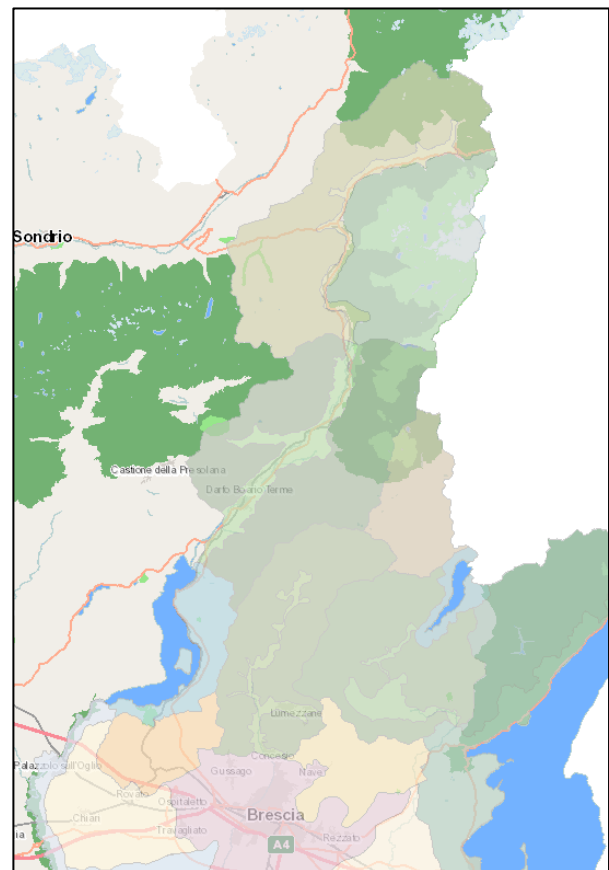 Sondrio
Castione della Presolana
Darfo Boario Terme
Lumezzane
Concesio
Palazzolo sull'Oglio
Gussago
Nave
Rovato
Ospitaletto
Chiari
Brescia
Travagliato
Rezzato
ia
A4